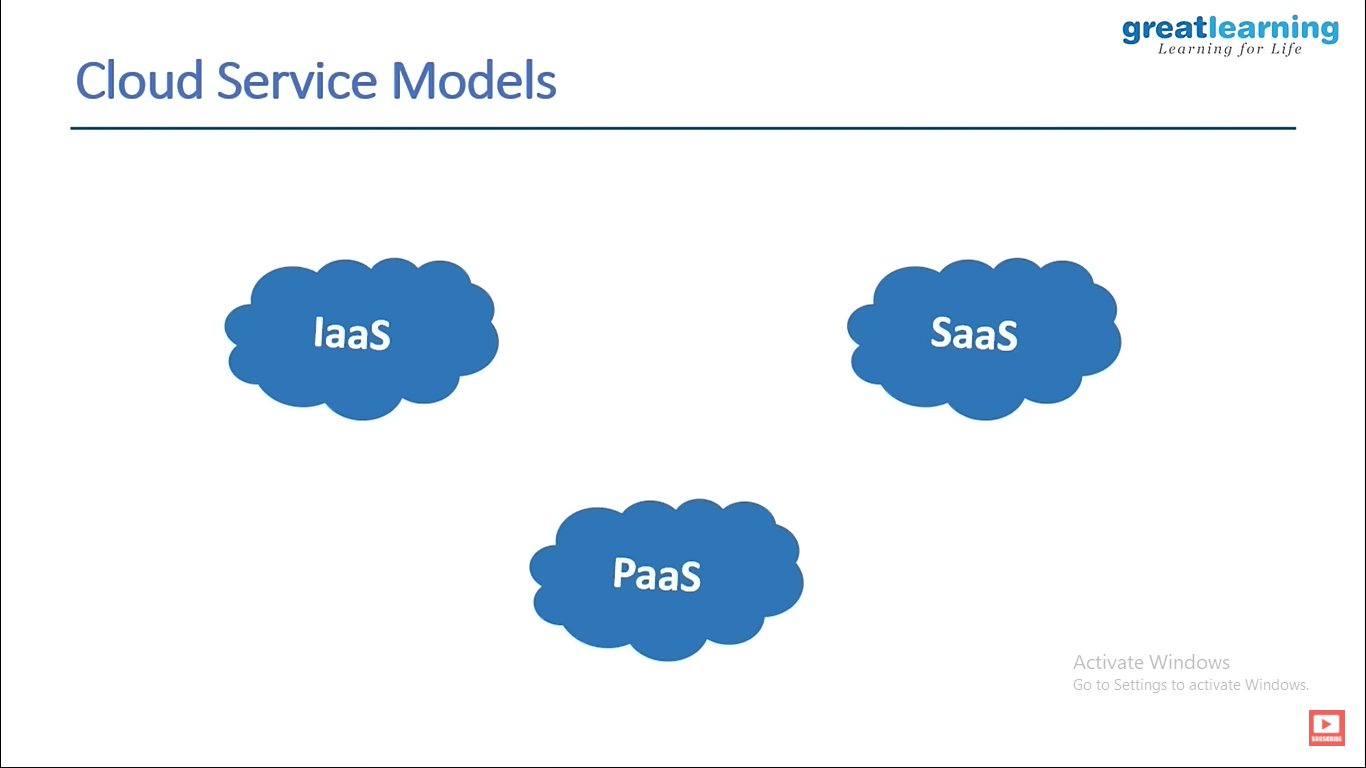 greatlearning
Learning for Life
Cloud Service Models
IaaS
SaaS
PaaS
Activate Windows
Go to Settings to activate Windows.
SUBSCRIBE